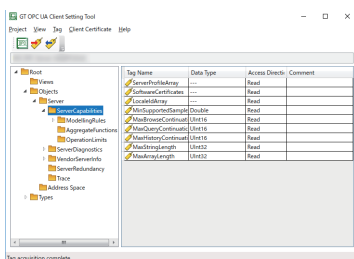 GT OPC UA Client Setting Tool
Project View Tag Client Certificate Help
Root
Views
Objects
Server
ServerCapabilities
ModellingRules
AggregateFunctions
OperationLimits
ServerDiagnostics
VendorServerInfo
ServerRedundancy
Trace
Address Space
Types
Tag Name Data Type Access Directi Comment
ServerProfileArray --- Read
SoftwareCertificates --- Read
LocaleIdArray --- Read
MinSupportedSample Double Read
MaxBrowseContinuati UInt16 Read
MaxQueryContinuatio UInt16 Read
MaxHistoryContinuati UInt16 Read
MaxStringLength UInt32 Read
MaxArrayLength UInt32 Read
Tag acquisition complete